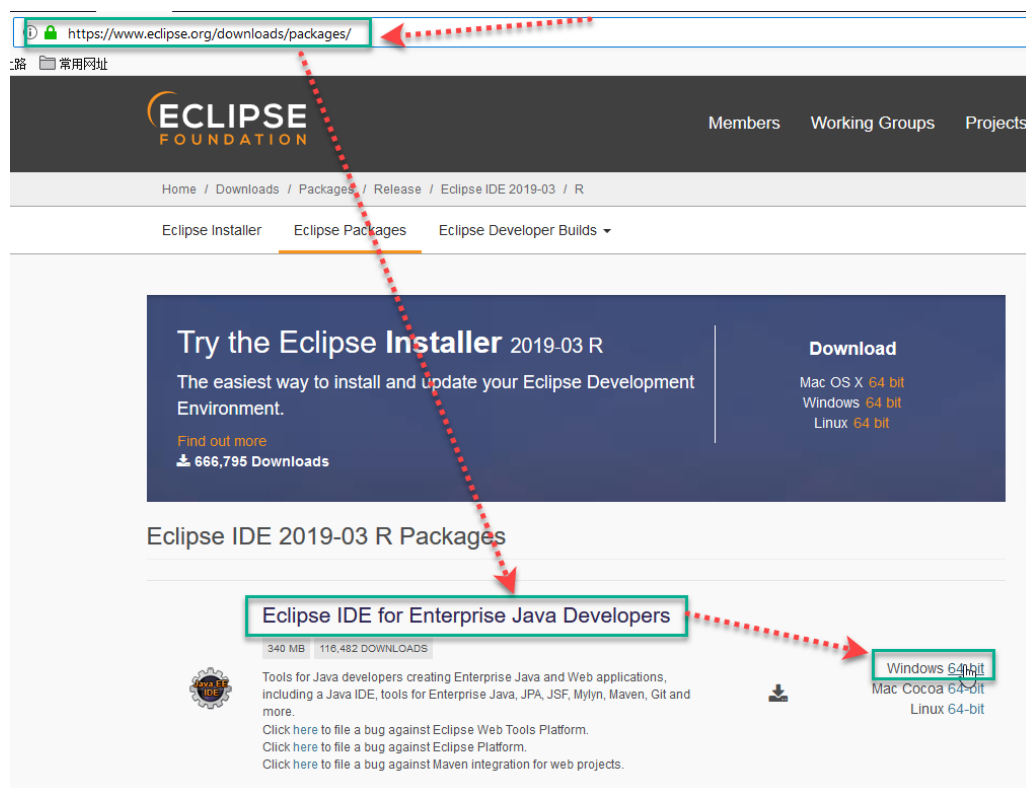 https://www.eclipse.org/downloads/packages/
路 常用网址
ECLIPSE
FOUNDATION
Members Working Groups Projects
Home / Downloads / Packages / Release / Eclipse IDE 2019-03 / R
Eclipse Installer Eclipse Packages Eclipse Developer Builds
Try the Eclipse Installer 2019-03 R
The easiest way to install and update your Eclipse Development
Environment.
Find out more
666,795 Downloads
Download
Mac OS X 64 bit
Windows 64 bit
Linux 64 bit
Eclipse IDE 2019-03 R Packages
Eclipse IDE for Enterprise Java Developers
340 MB 116,482 DOWNLOADS
Java EE
IDE
Tools for Java developers creating Enterprise Java and Web applications,
including a Java IDE, tools for Enterprise Java, JPA, JSF, Mylyn, Maven, Git and
more.
Click here to file a bug against Eclipse Web Tools Platform.
Click here to file a bug against Eclipse Platform.
Click here to file a bug against Maven integration for web projects.
Windows 64-bit
Mac Cocoa 64-bit
Linux 64-bit